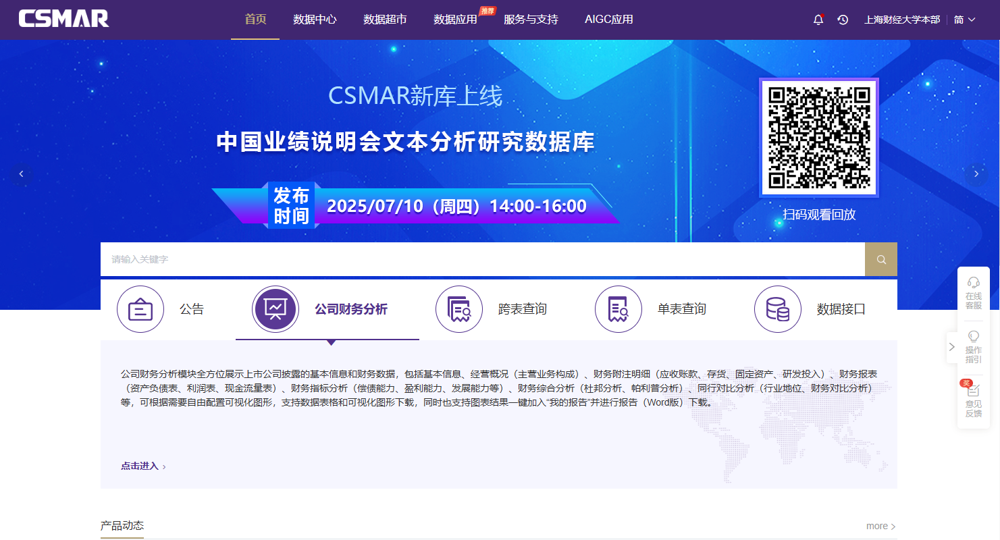 CSMAR
首页 数据中心 数据超市 数据应用 推荐 服务与支持 AIGC应用 上海财经大学本部 简
CSMAR新库上线
中国业绩说明会文本分析研究数据库
发布时间 2025/07/10（周四）14:00-16:00
扫码观看回放
请输入关键字
公告 公司财务分析 跨表查询 单表查询 数据接口
公司财务分析模块全方位展示上市公司披露的基本信息和财务数据，包括基本信息、经营概况（主营业务构成）、财务附注明细（应收账款、存货、固定资产、研发投入）、财务报表
（资产负债表、利润表、现金流量表）、财务指标分析（偿债能力、盈利能力、发展能力等）、财务综合分析（杜邦分析、帕利普分析）、同行对比分析（行业地位、财务对比分析）
等，可根据需要自由配置可视化图形，支持数据表格和可视化图形下载，同时也支持图表结果一键加入“我的报告”并进行报告（Word版）下载。
点击进入 ›
在线
客服
操作
指引
奖
意见
反馈
产品动态 more